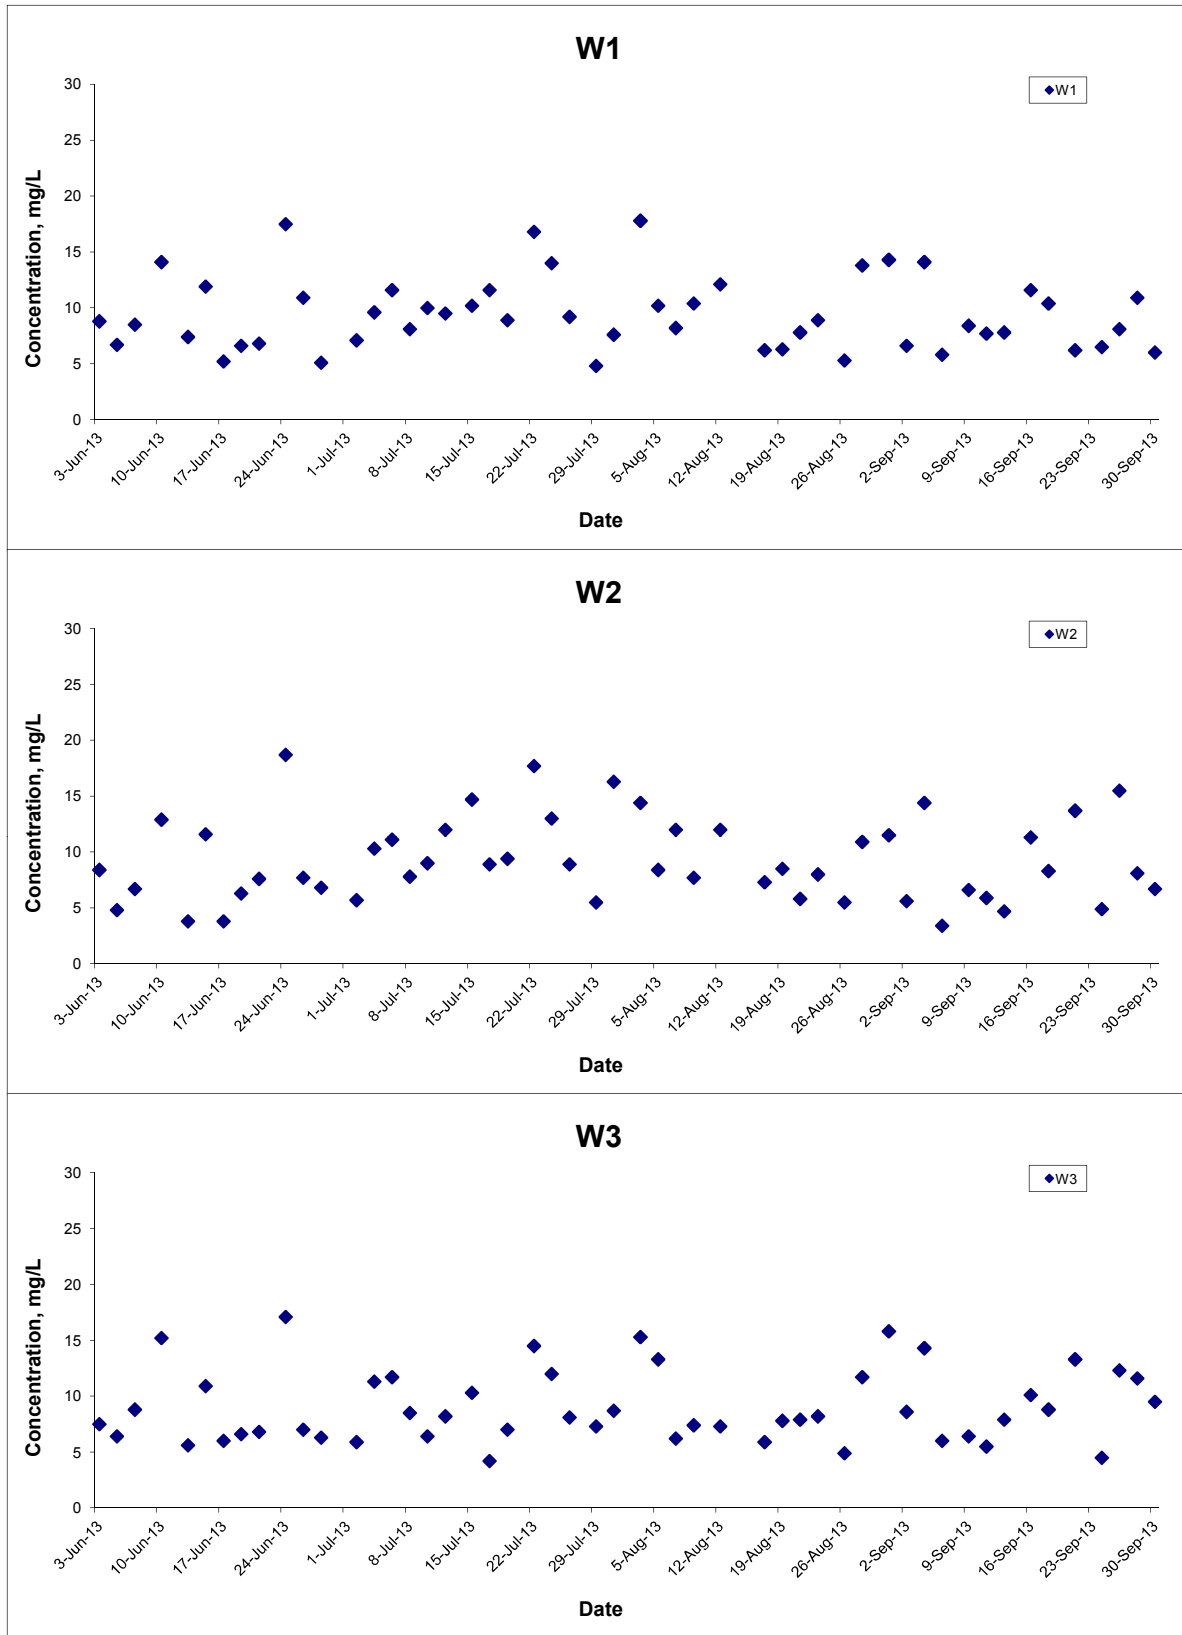 W1
W1
30
25
20
15
10
5
0
Concentration, mg/L
3-Jun-13
10-Jun-13
17-Jun-13
24-Jun-13
1-Jul-13
8-Jul-13
15-Jul-13
22-Jul-13
29-Jul-13
5-Aug-13
12-Aug-13
19-Aug-13
26-Aug-13
2-Sep-13
9-Sep-13
16-Sep-13
23-Sep-13
30-Sep-13
Date
W2
W2
30
25
20
15
10
5
0
Concentration, mg/L
3-Jun-13
10-Jun-13
17-Jun-13
24-Jun-13
1-Jul-13
8-Jul-13
15-Jul-13
22-Jul-13
29-Jul-13
5-Aug-13
12-Aug-13
19-Aug-13
26-Aug-13
2-Sep-13
9-Sep-13
16-Sep-13
23-Sep-13
30-Sep-13
Date
W3
W3
30
25
20
15
10
5
0
Concentration, mg/L
3-Jun-13
10-Jun-13
17-Jun-13
24-Jun-13
1-Jul-13
8-Jul-13
15-Jul-13
22-Jul-13
29-Jul-13
5-Aug-13
12-Aug-13
19-Aug-13
26-Aug-13
2-Sep-13
9-Sep-13
16-Sep-13
23-Sep-13
30-Sep-13
Date